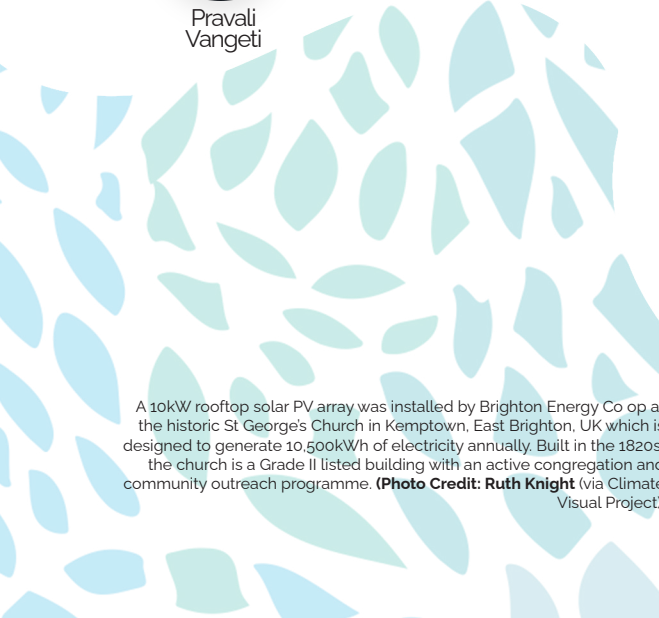 Pravali
Vangeti
A 10kW rooftop solar PV array was installed by Brighton Energy Co op a
the historic St George's Church in Kemptown, East Brighton, UK which is
designed to generate 10,500kWh of electricity annually. Built in the 1820s
the church is a Grade II listed building with an active congregation and
community outreach programme. (Photo Credit: Ruth Knight (via Climate
Visual Project)